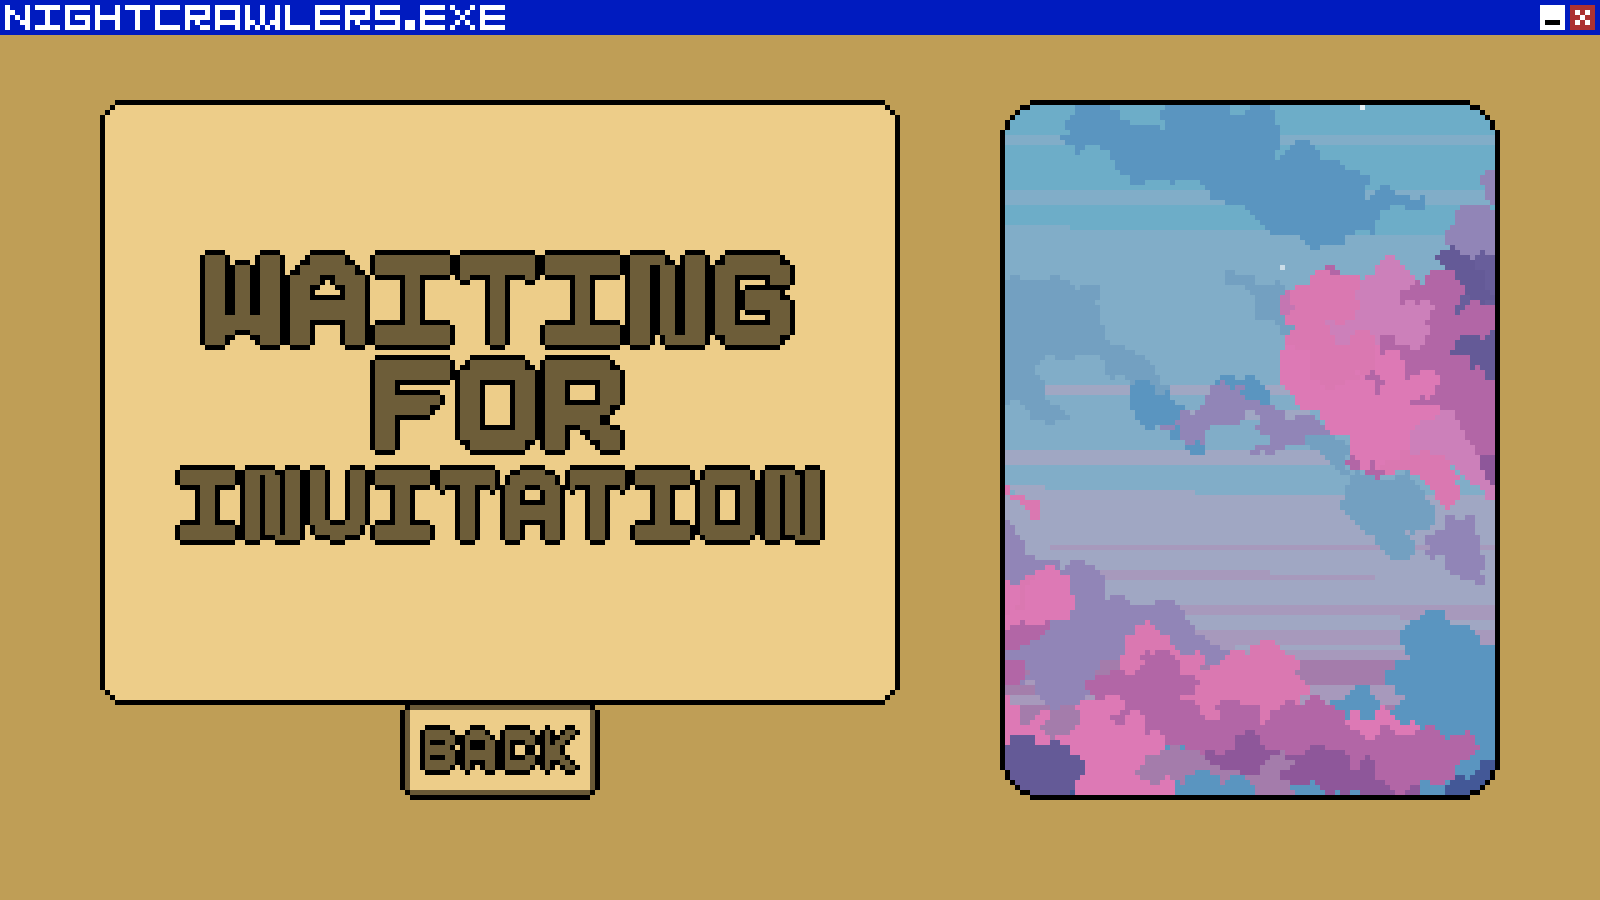 NIGHTCRAWLERS.EXE
WAITING
FOR
INVITATION
BACK